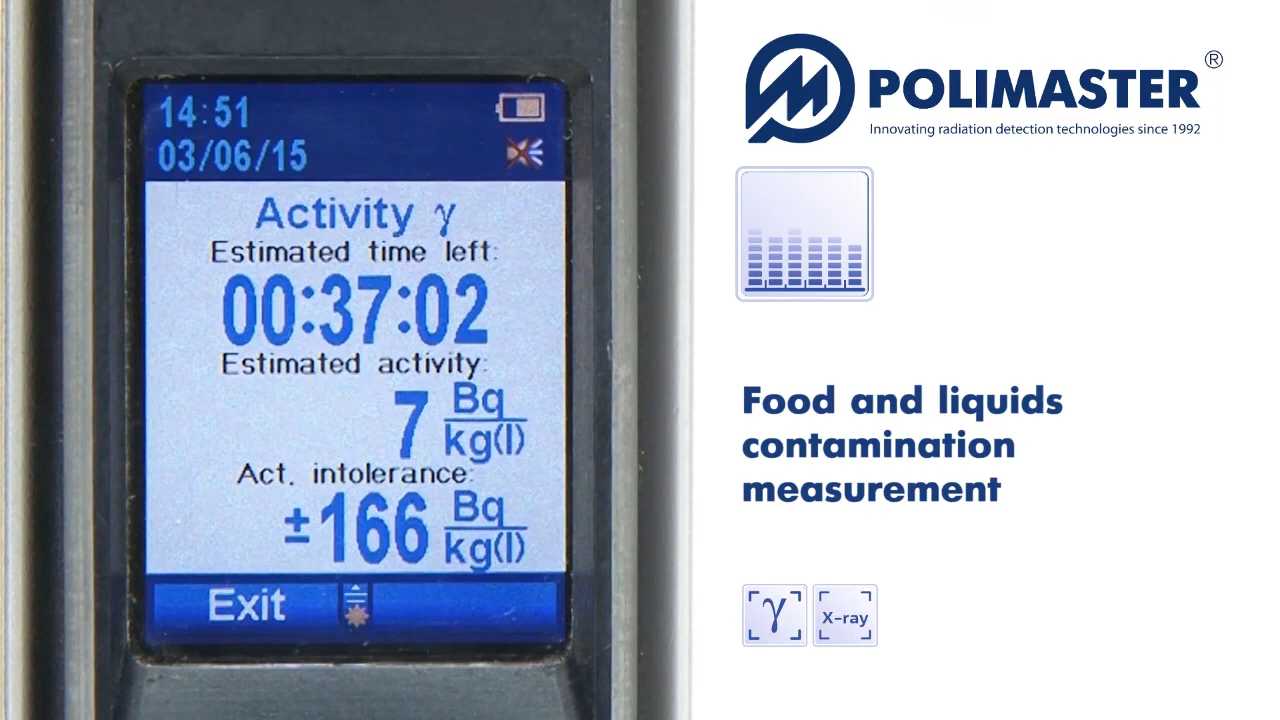 14:51
03/06/15
Activity γ
Estimated time left:
00:37:02
Estimated activity:
7 Bq/kg(l)
Act. intolerance:
±166 Bq/kg(l)
Exit
POLIMASTER®
Innovating radiation detection technologies since 1992
Food and liquids
contamination
measurement
γ
X-ray